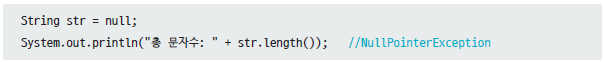 String str = null;
System.out.println("총 문자수: " + str.length());   //NullPointerException